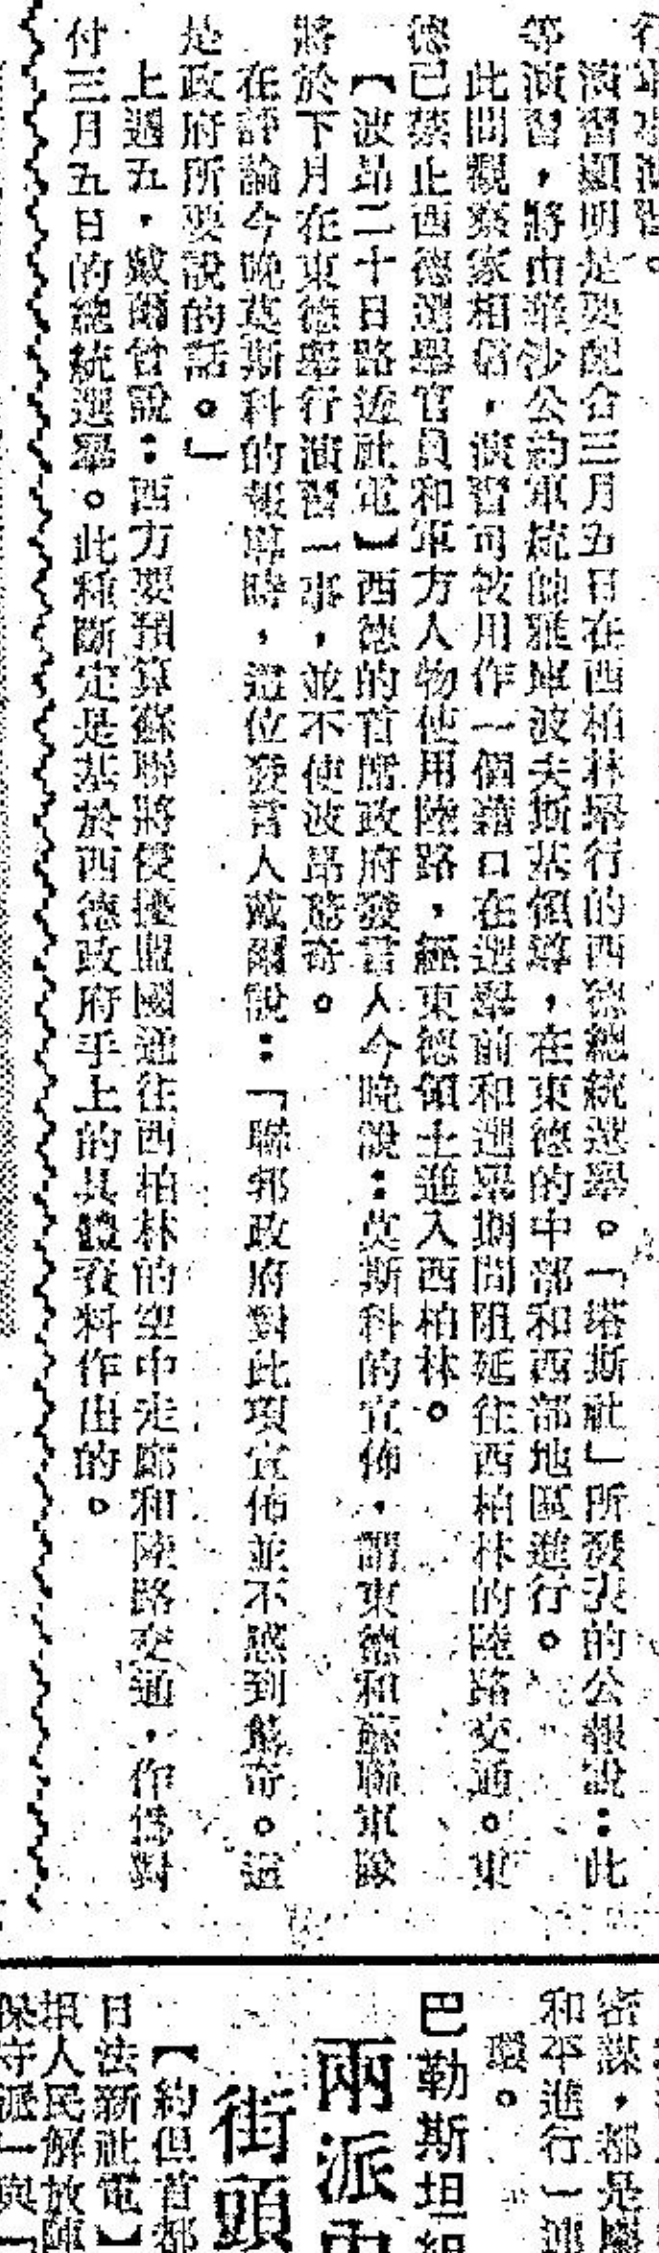 演習顯明是要配合三月五日在西柏林舉行的西德總統選舉。「塔斯社」所發表的公報說：此
等演習，將由華沙公約軍統帥雅庫波夫斯基領導，在東德的中部和西部地區進行。
此間觀察家相信，演習可被用作一個藉口在選舉前和選舉期間阻延往西柏林的陸路交通。東
德已禁止西德選舉官員和軍方人物使用陸路，經東德領土進入西柏林。
【波昂二十日路透社電】西德的首席政府發言人今晚說：莫斯科的宣佈，謂東德和蘇聯軍隊
將於下月在東德舉行演習一事，並不使波昂驚奇。
在評論今晚莫斯科的報導時，這位發言人戴爾說：「聯邦政府對此項宣佈並不感到驚奇。這
是政府所要說的話。」
上週五，戴爾曾說：西方要預算蘇聯將侵擾盟國通往西柏林的空中走廊和陸路交通，作為對
付三月五日的總統選舉。此種斷定是基於西德政府手上的具體資料作出的。
密謀，都是
和平進行一連
環。
巴勒斯坦組
兩派
街頭
【約但首都
日法新社電】
坦人民解放陣
保守派一與「